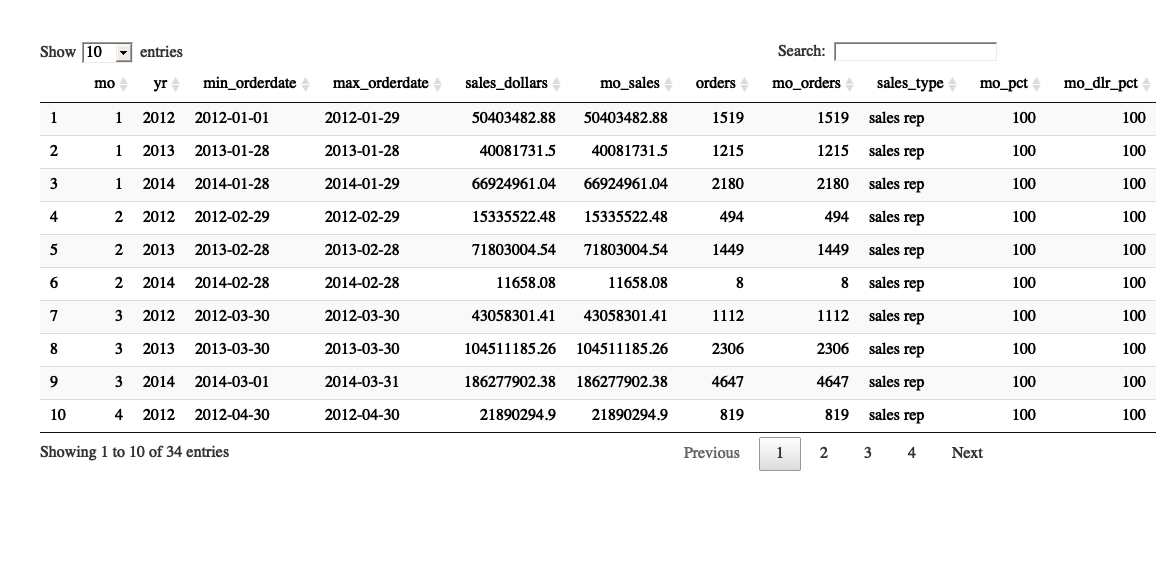 Show 10 entries Search:
mo yr min_orderdate max_orderdate sales_dollars mo_sales orders mo_orders sales_type mo_pct mo_dlr_pct
1 1 2012 2012-01-01 2012-01-29 50403482.88 50403482.88 1519 1519 sales rep 100 100
2 1 2013 2013-01-28 2013-01-28 40081731.5 40081731.5 1215 1215 sales rep 100 100
3 1 2014 2014-01-28 2014-01-29 66924961.04 66924961.04 2180 2180 sales rep 100 100
4 2 2012 2012-02-29 2012-02-29 15335522.48 15335522.48 494 494 sales rep 100 100
5 2 2013 2013-02-28 2013-02-28 71803004.54 71803004.54 1449 1449 sales rep 100 100
6 2 2014 2014-02-28 2014-02-28 11658.08 11658.08 8 8 sales rep 100 100
7 3 2012 2012-03-30 2012-03-30 43058301.41 43058301.41 1112 1112 sales rep 100 100
8 3 2013 2013-03-30 2013-03-30 104511185.26 104511185.26 2306 2306 sales rep 100 100
9 3 2014 2014-03-01 2014-03-31 186277902.38 186277902.38 4647 4647 sales rep 100 100
10 4 2012 2012-04-30 2012-04-30 21890294.9 21890294.9 819 819 sales rep 100 100
Showing 1 to 10 of 34 entries Previous 1 2 3 4 Next